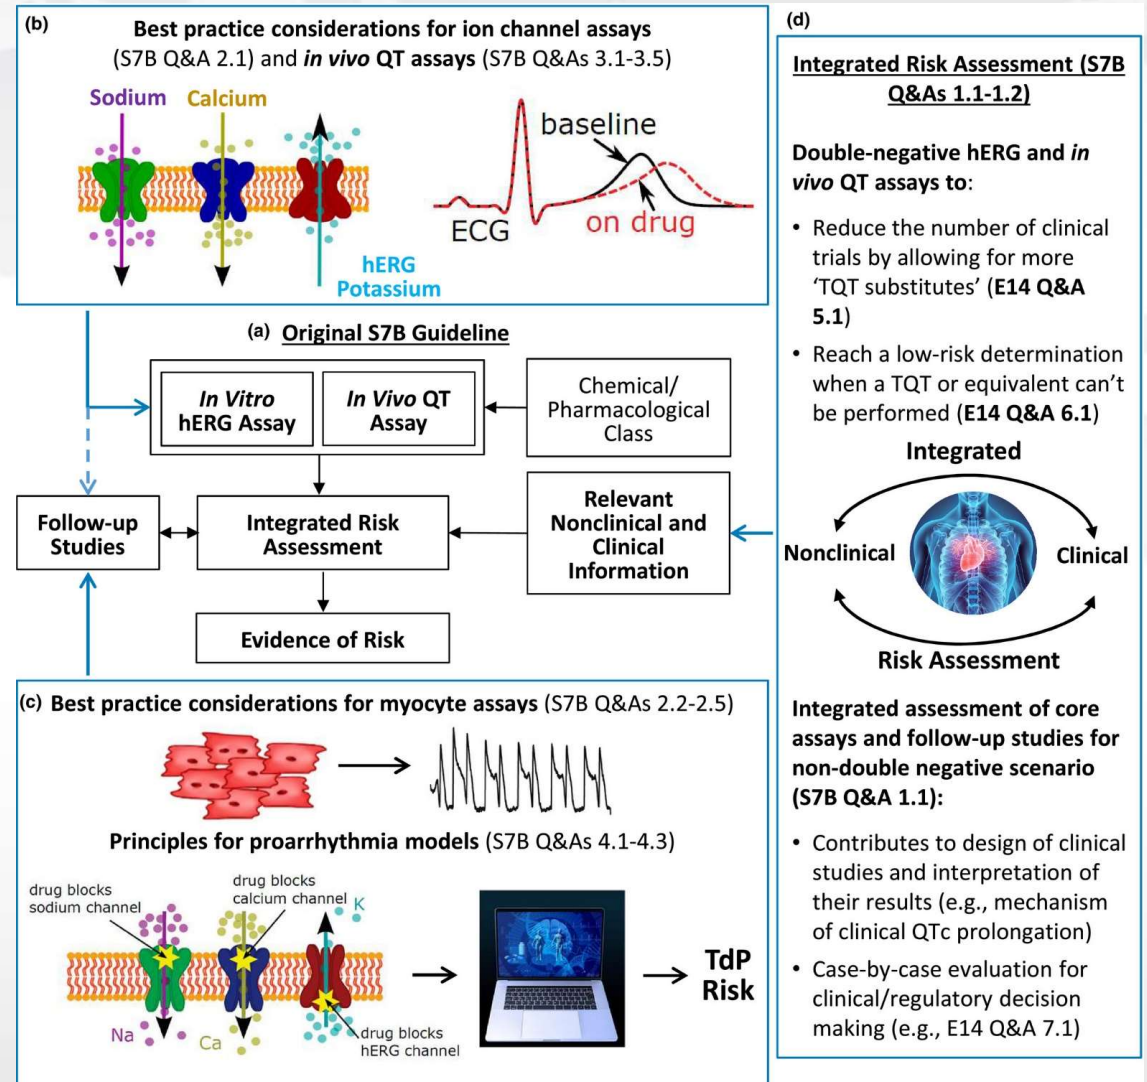 (b)
Best practice considerations for ion channel assays
(S7B Q&A 2.1) and in vivo QT assays (S7B Q&As 3.1-3.5)
Sodium
Calcium
hERG
Potassium
baseline
ECG
on drug
(a) Original S7B Guideline
In Vitro
hERG Assay
In Vivo QT
Assay
Chemical/
Pharmacological
Class
Follow-up
Studies
Integrated Risk
Assessment
Relevant
Nonclinical and
Clinical
Information
Evidence of Risk
(c) Best practice considerations for myocyte assays (S7B Q&As 2.2-2.5)
Principles for proarrhythmia models (S7B Q&As 4.1-4.3)
drug blocks
sodium channel
drug blocks
calcium channel
K
Na
Ca
drug blocks
hERG channel
TdP
Risk
(d)
Integrated Risk Assessment (S7B
Q&As 1.1-1.2)
Double-negative hERG and in
vivo QT assays to:
• Reduce the number of clinical
trials by allowing for more
‘TQT substitutes’ (E14 Q&A
5.1)
• Reach a low-risk determination
when a TQT or equivalent can’t
be performed (E14 Q&A 6.1)
Integrated
Nonclinical
Clinical
Risk Assessment
Integrated assessment of core
assays and follow-up studies for
non-double negative scenario
(S7B Q&A 1.1):
• Contributes to design of clinical
studies and interpretation of
their results (e.g., mechanism
of clinical QTc prolongation)
• Case-by-case evaluation for
clinical/regulatory decision
making (e.g., E14 Q&A 7.1)